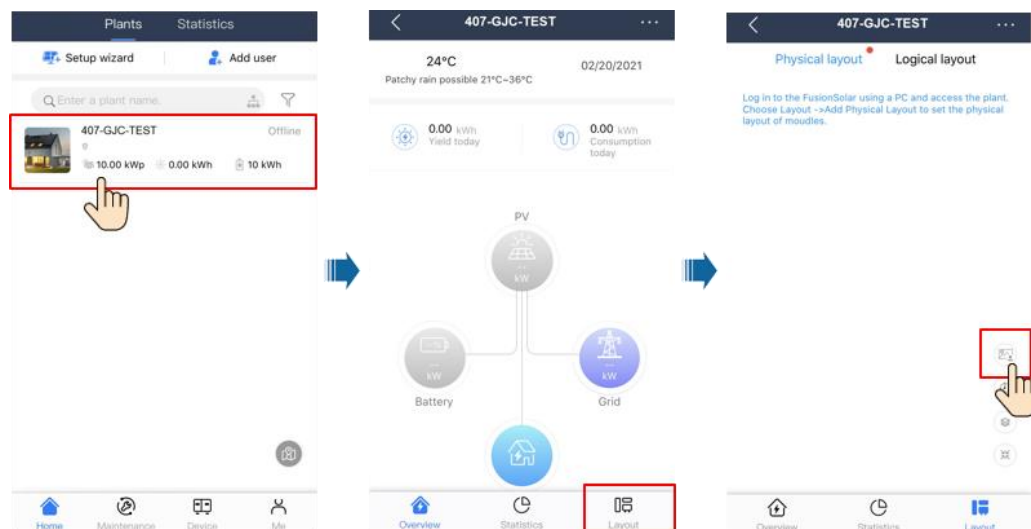 Plants Statistics
Setup wizard Add user
Enter a plant name.
407-GJC-TEST Offline
10.00 kWp 0.00 kWh 10 kWh
Home Maintenance Device Me
407-GJC-TEST
24°C 02/20/2021
Patchy rain possible 21°C~36°C
0.00 kWh
Yield today
0.00 kWh
Consumption
today
PV
--
kW
--
kW
--
kW
Battery Grid
Overview Statistics Layout
407-GJC-TEST
Physical layout Logical layout
Log in to the FusionSolar using a PC and access the plant.
Choose Layout ->Add Physical Layout to set the physical
layout of moudles.
Overview Statistics Layout